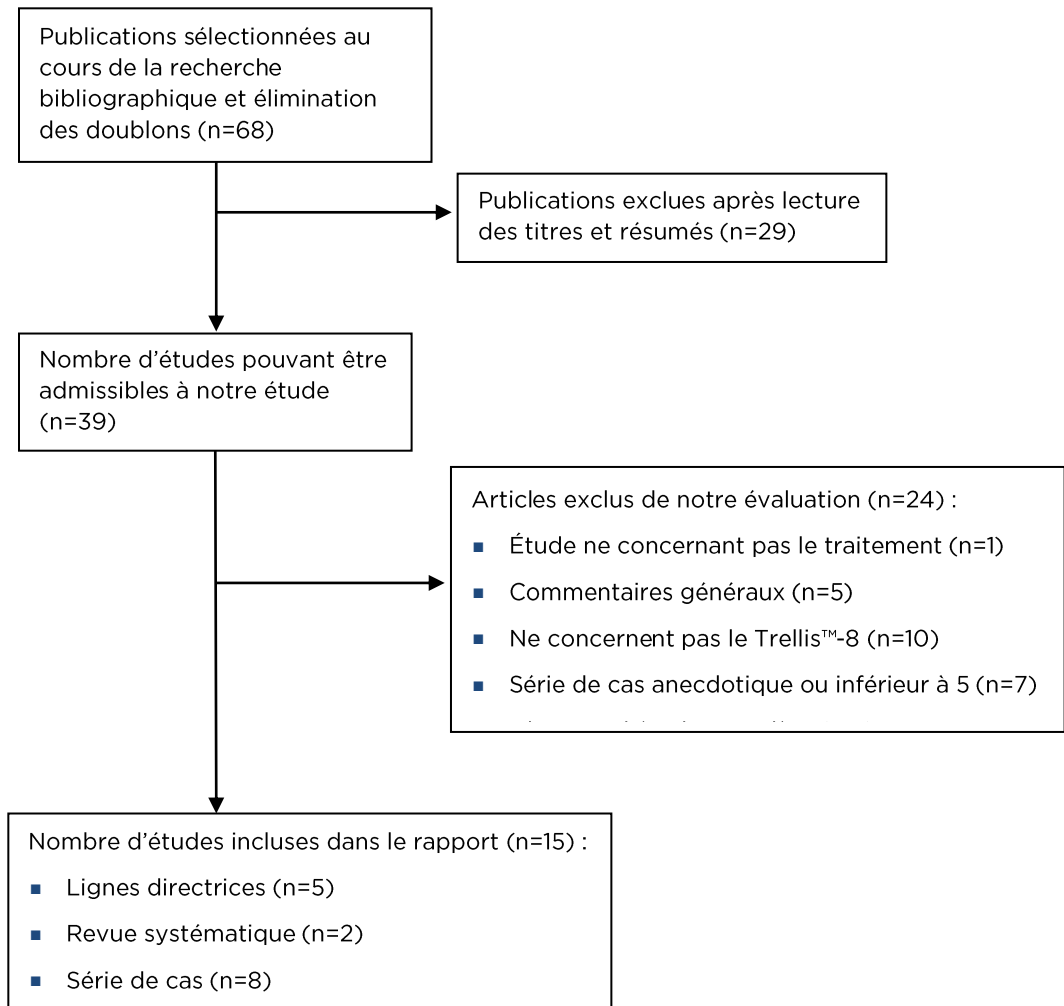 Publications sélectionnées au
cours de la recherche
bibliographique et élimination
des doublons (n=68)
Publications exclues après lecture
des titres et résumés (n=29)
Nombre d’études pouvant être
admissibles à notre étude
(n=39)
Articles exclus de notre évaluation (n=24) :
▪ Étude ne concernant pas le traitement (n=1)
▪ Commentaires généraux (n=5)
▪ Ne concernent pas le Trellis™-8 (n=10)
▪ Série de cas anecdotique ou inférieur à 5 (n=7)
Nombre d’études incluses dans le rapport (n=15) :
▪ Lignes directrices (n=5)
▪ Revue systématique (n=2)
▪ Série de cas (n=8)